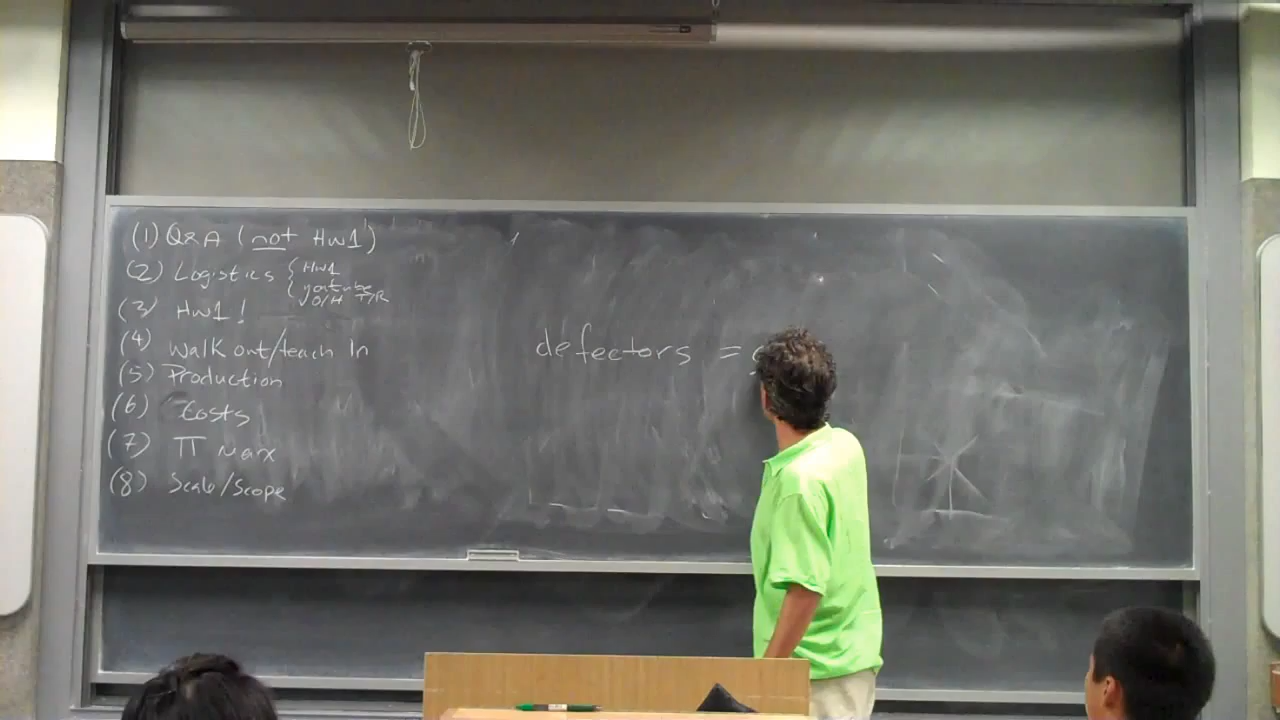 (1) Q&A (not HW1)
(2) Logistics { HW1
{ youtube
O/H T/R
(3) HW1!
(4) Walk out/teach In
(5) Production
(6) Costs
(7) π Max
(8) Scale/Scope
defectors =